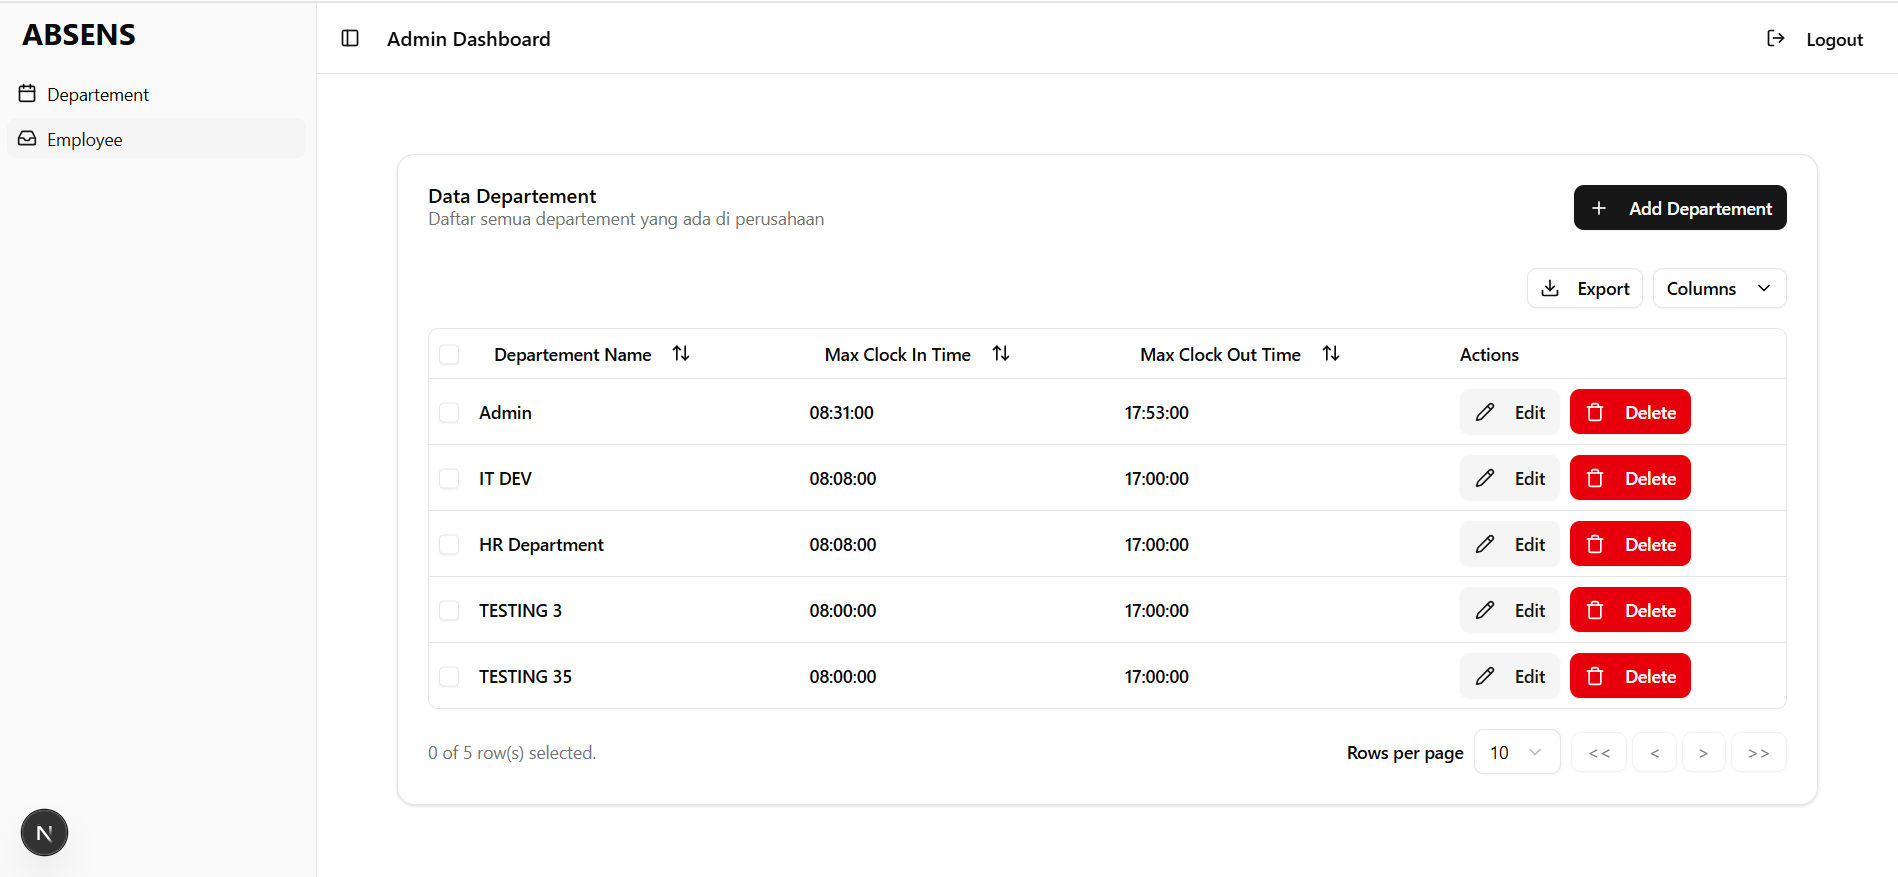 ABSENS
Departement
Employee
Admin Dashboard
Logout
Data Departement
Daftar semua departement yang ada di perusahaan
+ Add Departement
Export
Columns
Departement Name Max Clock In Time Max Clock Out Time Actions
Admin 08:31:00 17:53:00 Edit Delete
IT DEV 08:08:00 17:00:00 Edit Delete
HR Department 08:08:00 17:00:00 Edit Delete
TESTING 3 08:00:00 17:00:00 Edit Delete
TESTING 35 08:00:00 17:00:00 Edit Delete
0 of 5 row(s) selected.
Rows per page 10 << < > >>
N